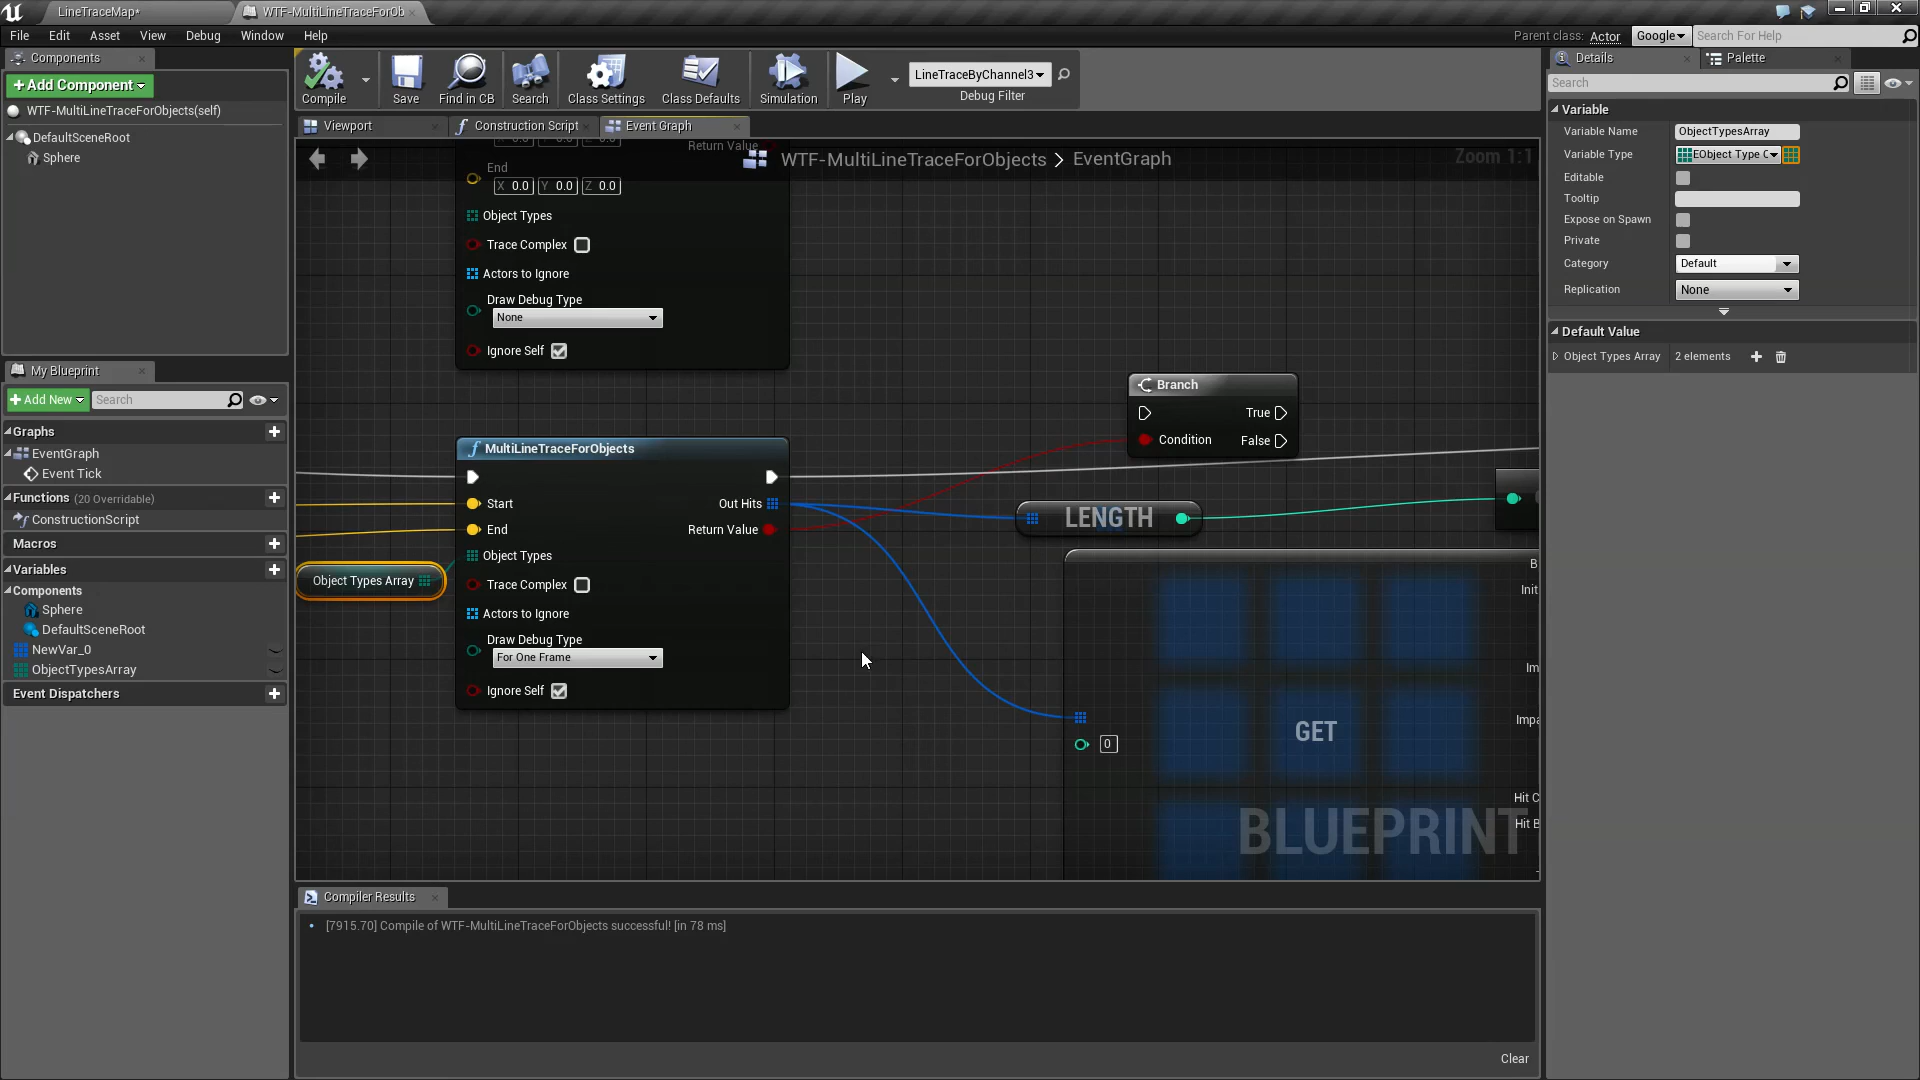 LineTraceMap*
WTF-MultiLineTraceForOb
File Edit Asset View Debug Window Help
Parent class: Actor Google Search For Help
Components
+Add Component
WTF-MultiLineTraceForObjects(self)
DefaultSceneRoot
Sphere
Compile
Save
Find in CB
Search
Class Settings
Class Defaults
Simulation
Play
LineTraceByChannel3
Debug Filter
Viewport
Construction Script
Event Graph
WTF-MultiLineTraceForObjects > EventGraph
Zoom 1:1
Return Value
End
X 0.0 Y 0.0 Z 0.0
Object Types
Trace Complex
Actors to Ignore
Draw Debug Type
None
Ignore Self
MultiLineTraceForObjects
Start
Out Hits
End
Return Value
Object Types
Object Types Array
Trace Complex
Actors to Ignore
Draw Debug Type
For One Frame
Ignore Self
Branch
True
Condition
False
LENGTH
B
Init
Im
Impa
GET
0
Hit C
Hit B
BLUEPRINT
My Blueprint
+Add New
Search
Graphs
EventGraph
Event Tick
Functions (20 Overridable)
ConstructionScript
Macros
Variables
Components
Sphere
DefaultSceneRoot
NewVar_0
ObjectTypesArray
Event Dispatchers
Compiler Results
[7915.70] Compile of WTF-MultiLineTraceForObjects successful! [in 78 ms]
Clear
Details
Palette
Search
Variable
Variable Name ObjectTypesArray
Variable Type EObject Type C
Editable
Tooltip
Expose on Spawn
Private
Category Default
Replication None
Default Value
Object Types Array 2 elements